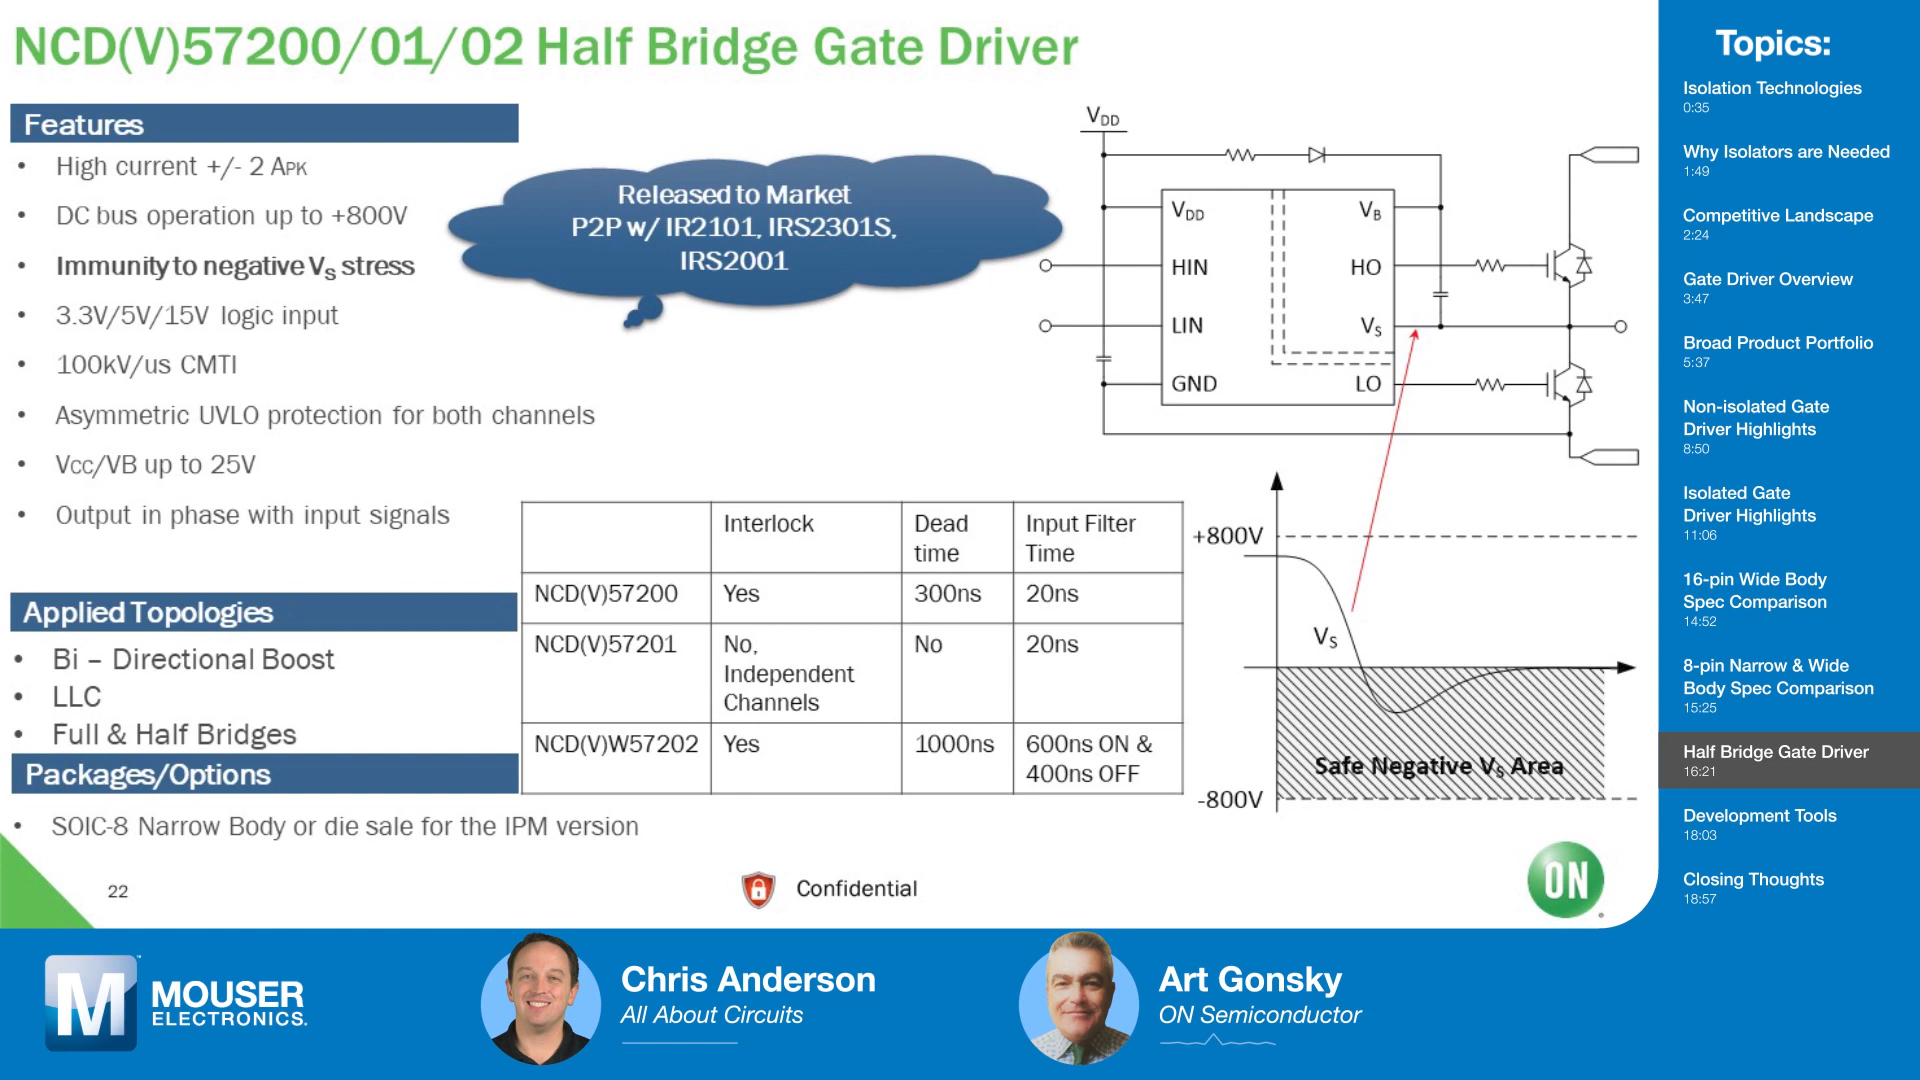 NCD(V)57200/01/02 Half Bridge Gate Driver
Features
• High current +/- 2 APK
• DC bus operation up to +800V
• Immunity to negative VS stress
• 3.3V/5V/15V logic input
• 100kV/us CMTI
• Asymmetric UVLO protection for both channels
• Vcc/VB up to 25V
• Output in phase with input signals
Released to Market
P2P w/ IR2101, IRS2301S,
IRS2001
VDD
VDD
VB
HIN
HO
LIN
VS
GND
LO
Interlock
Dead
time
Input Filter
Time
NCD(V)57200
Yes
300ns
20ns
NCD(V)57201
No,
Independent
Channels
No
20ns
NCD(V)W57202
Yes
1000ns
600ns ON &
400ns OFF
+800V
VS
Safe Negative VS Area
-800V
Applied Topologies
• Bi – Directional Boost
• LLC
• Full & Half Bridges
Packages/Options
• SOIC-8 Narrow Body or die sale for the IPM version
22
Confidential
ON
Topics:
Isolation Technologies
0:35
Why Isolators are Needed
1:49
Competitive Landscape
2:24
Gate Driver Overview
3:47
Broad Product Portfolio
5:37
Non-isolated Gate
Driver Highlights
8:50
Isolated Gate
Driver Highlights
11:06
16-pin Wide Body
Spec Comparison
14:52
8-pin Narrow & Wide
Body Spec Comparison
15:25
Half Bridge Gate Driver
16:21
Development Tools
18:03
Closing Thoughts
18:57
M
MOUSER
ELECTRONICS.
Chris Anderson
All About Circuits
Art Gonsky
ON Semiconductor